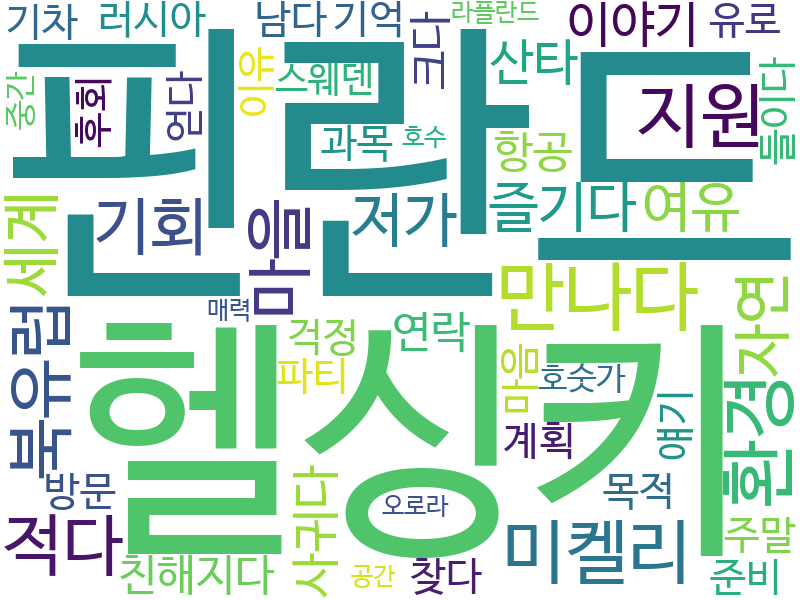 기차
러시아
남다
기억
크다
라플란드
이야기
유로
중간
후회
얻다
이유
스웨덴
산타
지원
들이다
핀란드
과목
호수
항공
세계
기회
마을
저가
즐기다
여유
북유럽
매력
걱정
연락
만나다
자연
파티
마음
호숫가
환경
헬싱키
계획
얘기
방문
사귀다
오로라
목적
적다
미켈리
주말
친해지다
공간
찾다
준비